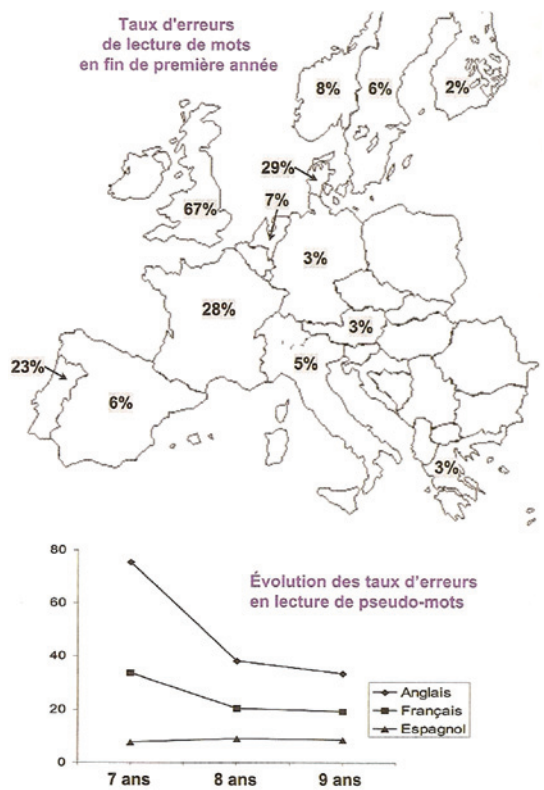 Taux d'erreurs
de lecture de mots
en fin de première année
8%
6%
2%
29%
7%
67%
3%
28%
3%
5%
23%
6%
3%
80
60
40
20
0
Évolution des taux d'erreurs
en lecture de pseudo-mots
Anglais
Français
Espagnol
7 ans
8 ans
9 ans